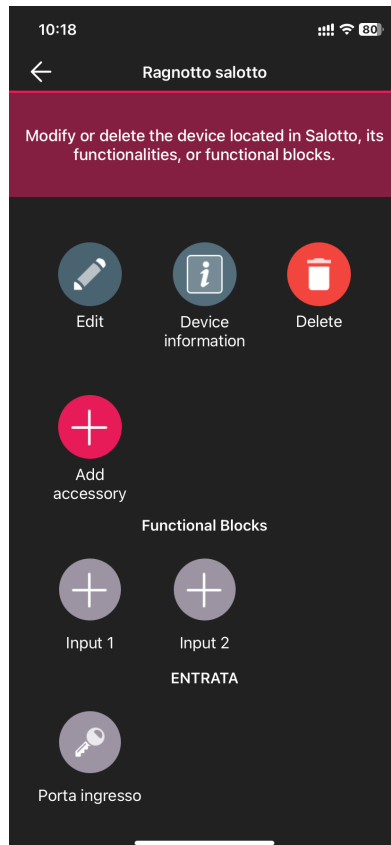 10:18
80
Ragnotto salotto
Modify or delete the device located in Salotto, its
functionalities, or functional blocks.
Edit
Device
information
Delete
Add
accessory
Functional Blocks
Input 1
Input 2
ENTRATA
Porta ingresso